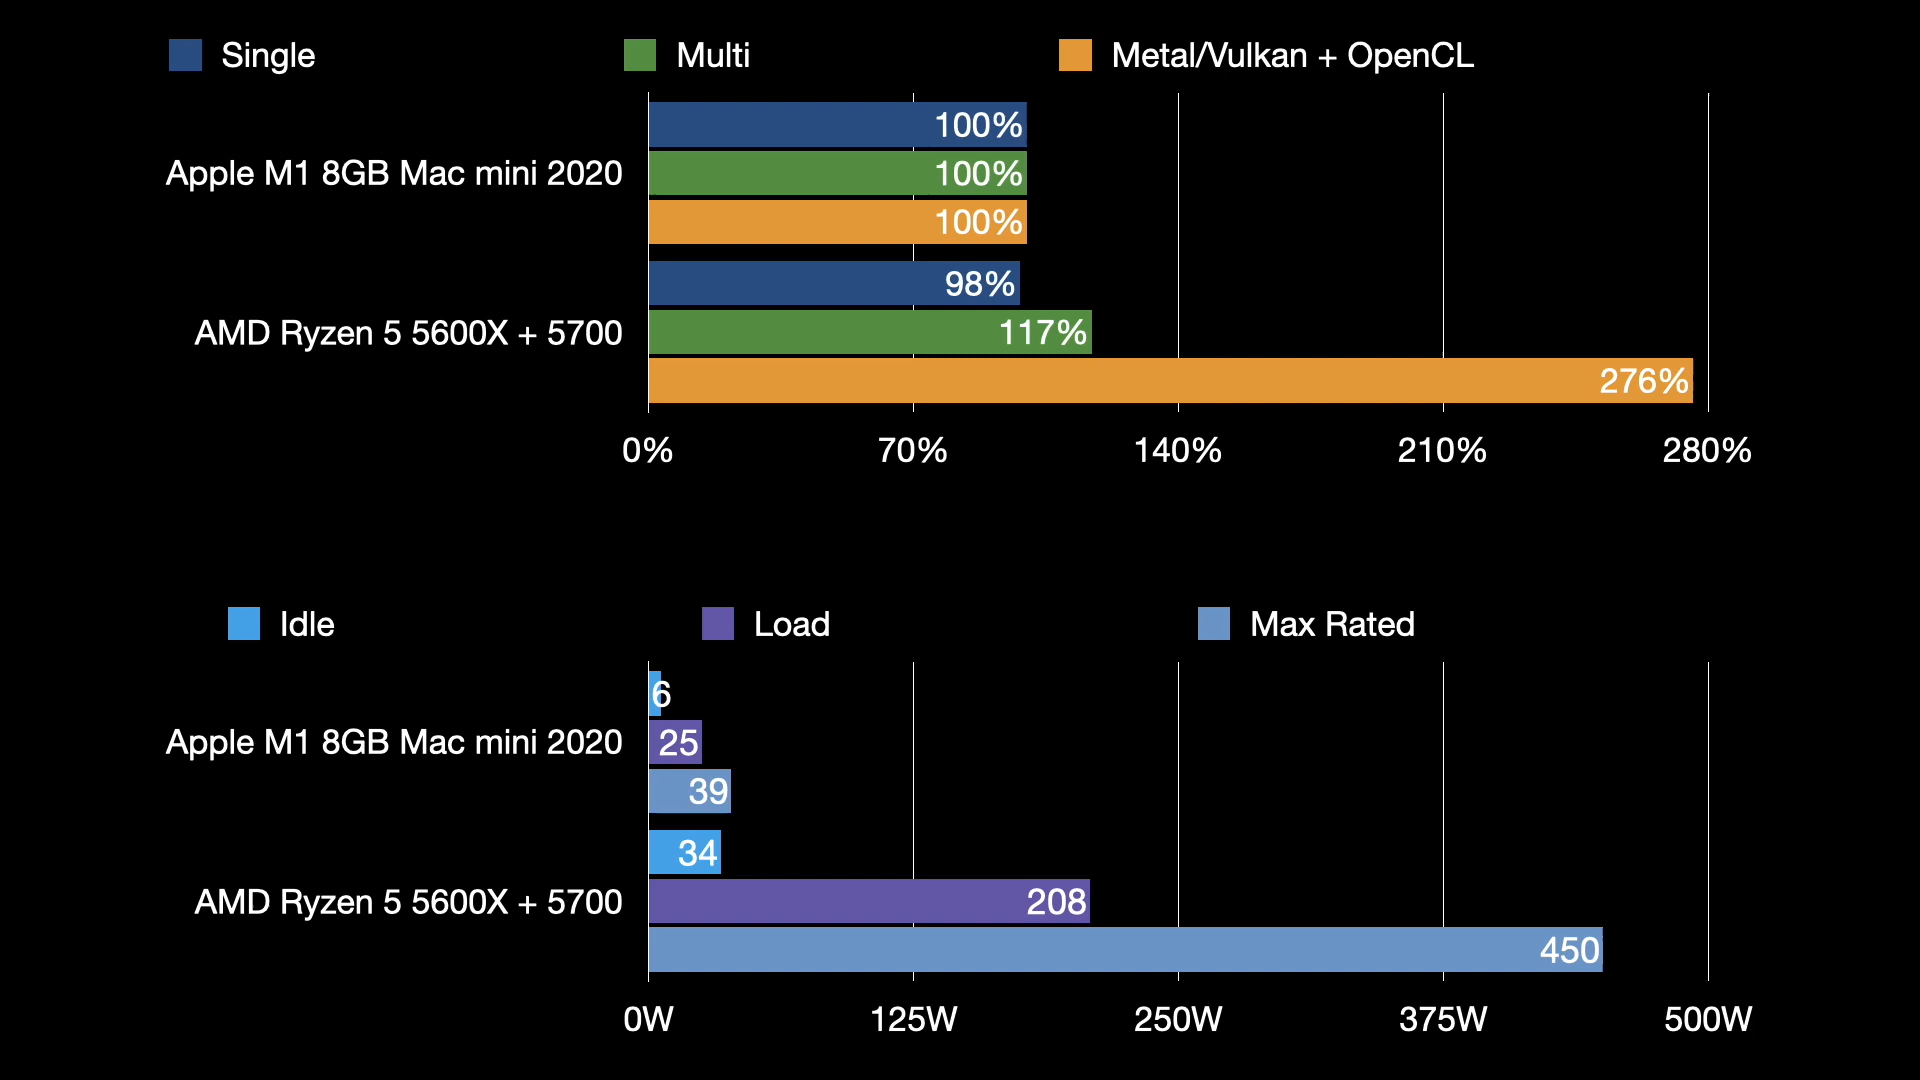 Single Multi Metal/Vulkan + OpenCL
100%
Apple M1 8GB Mac mini 2020 100%
100%
98%
AMD Ryzen 5 5600X + 5700 117%
276%
0% 70% 140% 210% 280%
Idle Load Max Rated
6
Apple M1 8GB Mac mini 2020 25
39
34
AMD Ryzen 5 5600X + 5700 208
450
0W 125W 250W 375W 500W